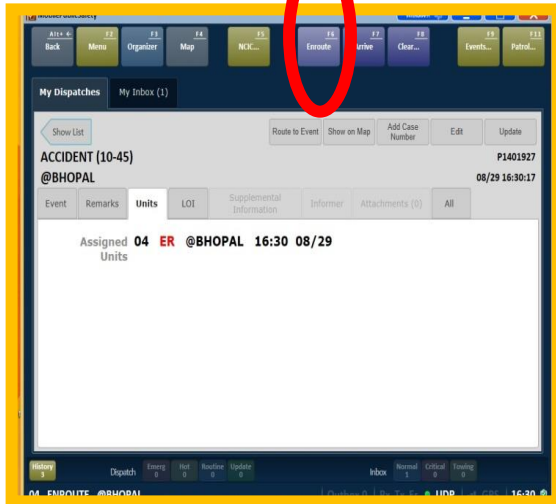 MobilePublicSafety
Alt+ ← F2 F3 F4 F5 F6 F7 F8 F9 F11
Back Menu Organizer Map NCIC... Enroute Arrive Clear... Events... Patrol...
My Dispatches My Inbox (1)
Show List Route to Event Show on Map Add Case Number Edit Update
ACCIDENT (10-45) P1401927
@BHOPAL 08/29 16:30:17
Event Remarks Units LOI Supplemental Information Informer Attachments (0) All
Assigned Units 04 ER @BHOPAL 16:30 08/29
History Dispatch Emerg Hot Routine Update Inbox Normal Critical Towing
3 0 0 0 0 1 0 0
04 ENROUTE @BHOPAL UDP GPS 16:30